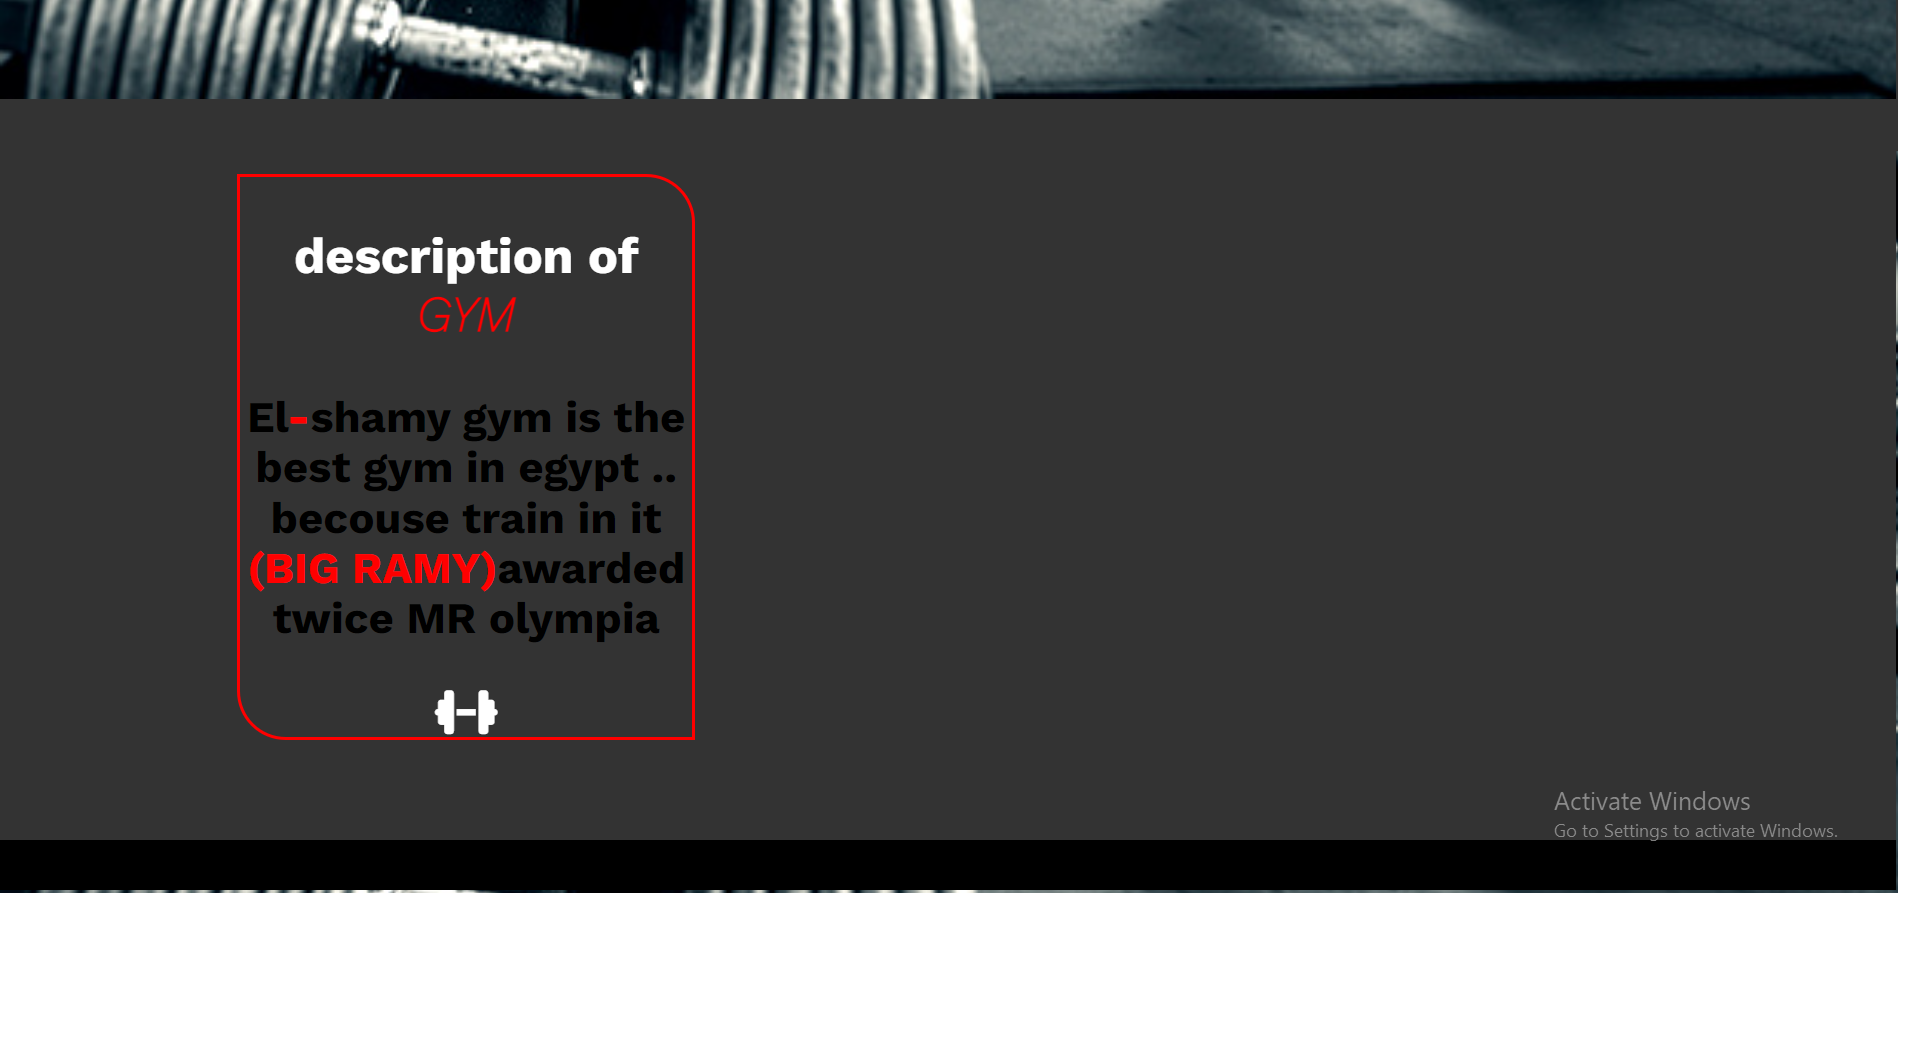 description of
GYM
El-shamy gym is the
best gym in egypt ..
becouse train in it
(BIG RAMY)awarded
twice MR olympia
Activate Windows
Go to Settings to activate Windows.